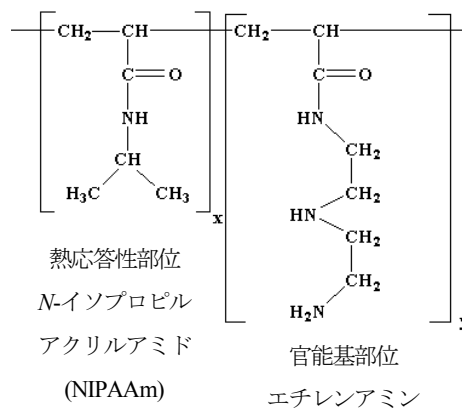 CH₂ CH CH₂ CH
C O C O
NH HN
CH CH₂
H₃C CH₃ CH₂
x
HN
CH₂
CH₂
H₂N
y
熱応答性部位
N-イソプロピル
アクリルアミド
(NIPAAm)
官能基部位
エチレンアミン